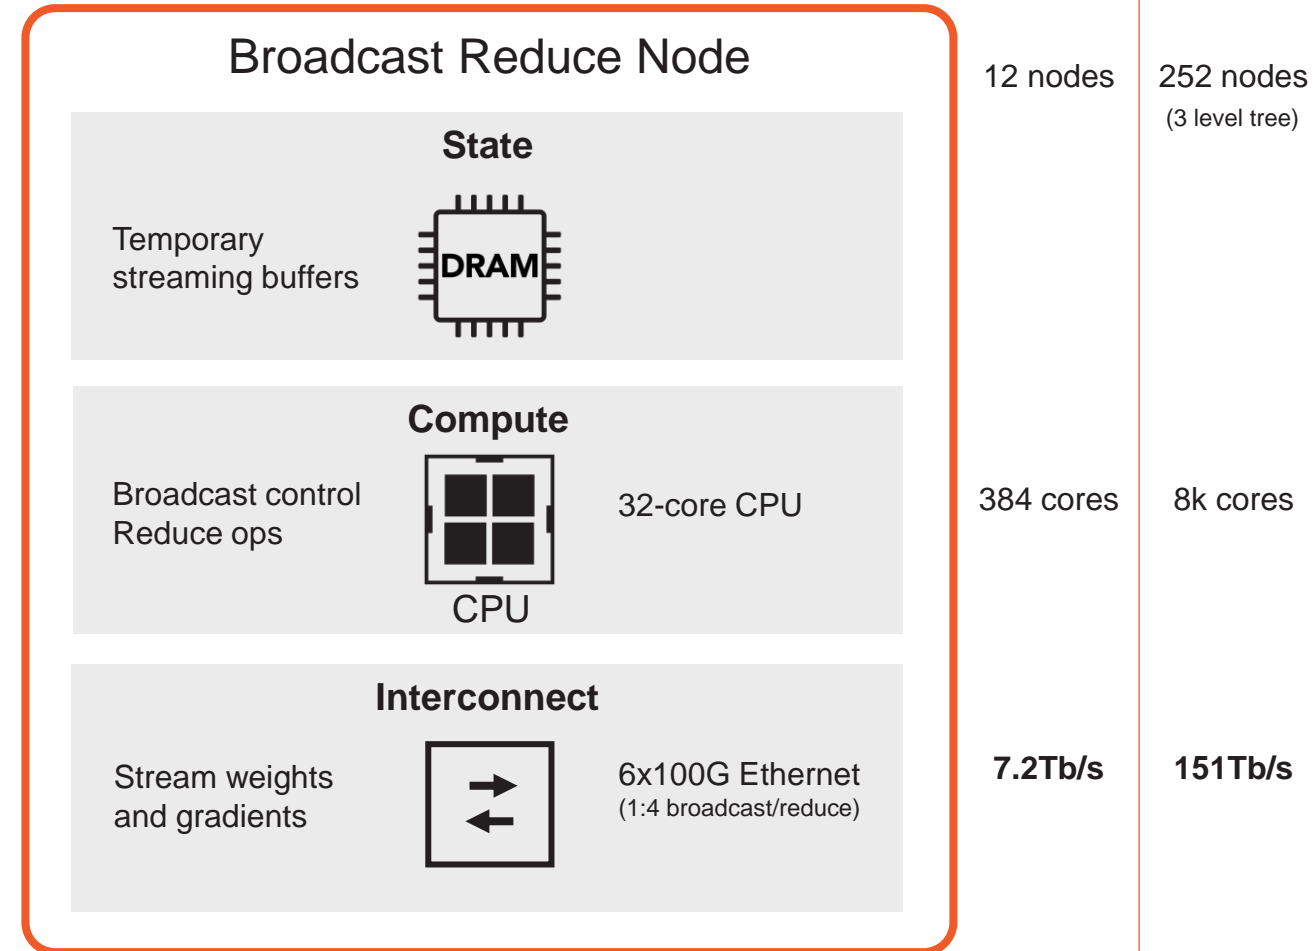 Broadcast Reduce Node
12 nodes
252 nodes
(3 level tree)
State
Temporary
streaming buffers
DRAM
Compute
Broadcast control
Reduce ops
CPU
32-core CPU
384 cores
8k cores
Interconnect
Stream weights
and gradients
6x100G Ethernet
(1:4 broadcast/reduce)
7.2Tb/s
151Tb/s